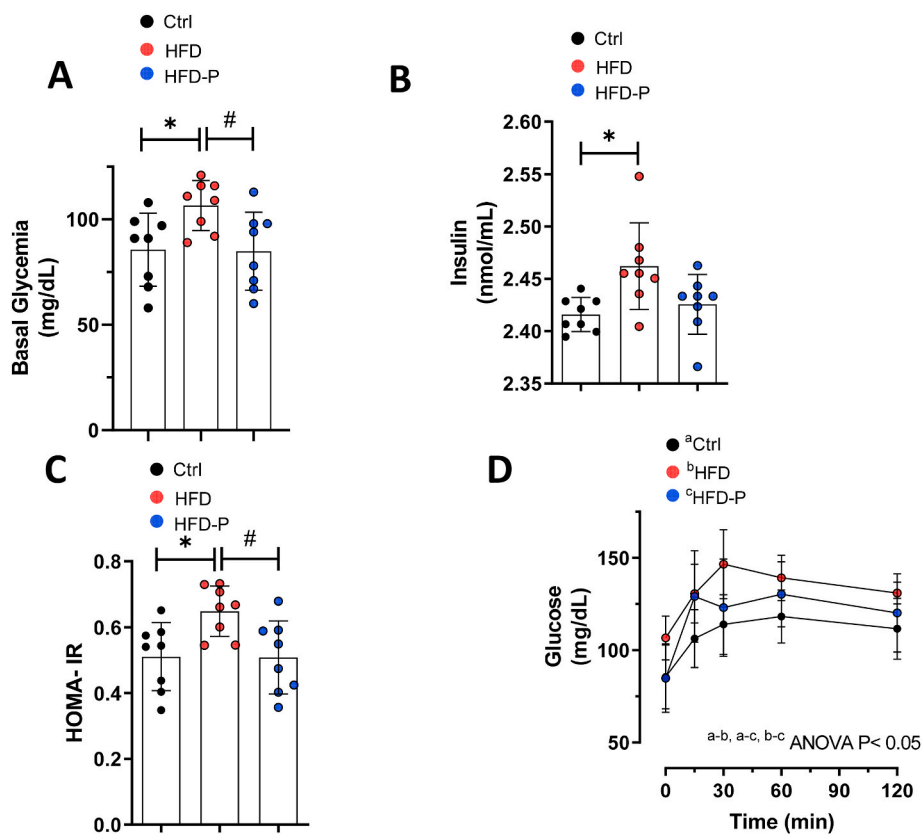 A
Ctrl
HFD
HFD-P
* #
100
50
0
Basal Glycemia
(mg/dL)
B
Ctrl
HFD
HFD-P
*
2.60
2.55
2.50
2.45
2.40
2.35
Insulin
(nmol/mL)
C
Ctrl
HFD
HFD-P
* #
0.8
0.6
0.4
0.2
0.0
HOMA- IR
D
aCtrl
bHFD
cHFD-P
150
100
50
Glucose
(mg/dL)
a-b, a-c, b-c ANOVA P< 0.05
0 30 60 90 120
Time (min)